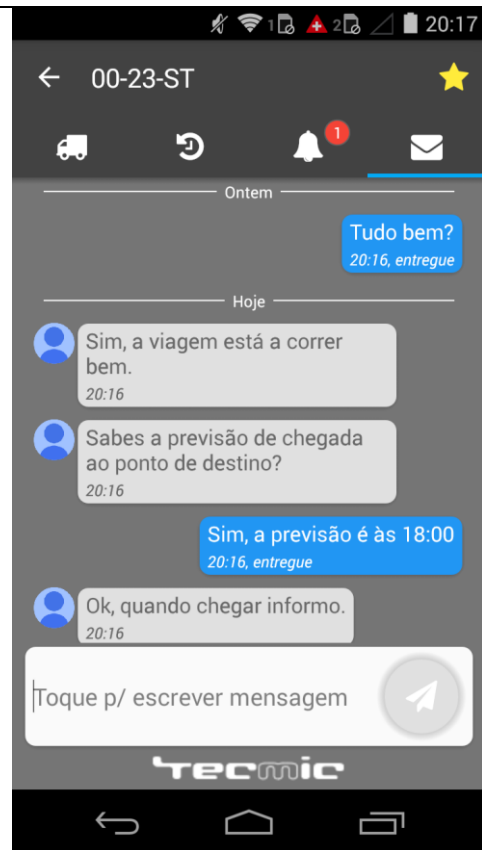 1 2 20:17
00-23-ST
1
Ontem
Tudo bem?
20:16, entregue
Hoje
Sim, a viagem está a correr
bem.
20:16
Sabes a previsão de chegada
ao ponto de destino?
20:16
Sim, a previsão é às 18:00
20:16, entregue
Ok, quando chegar informo.
20:16
Toque p/ escrever mensagem
tecmic